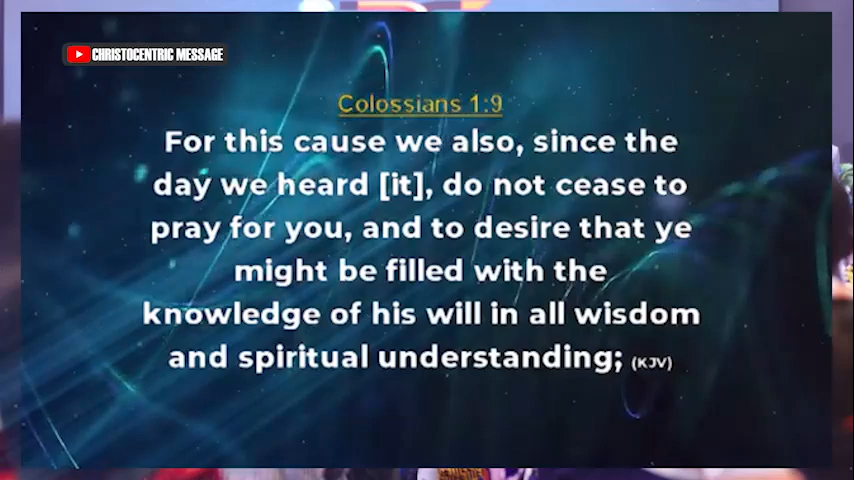 CHRISTOCENTRIC MESSAGE
Colossians 1:9
For this cause we also, since the
day we heard [it], do not cease to
pray for you, and to desire that ye
might be filled with the
knowledge of his will in all wisdom
and spiritual understanding; (KJV)